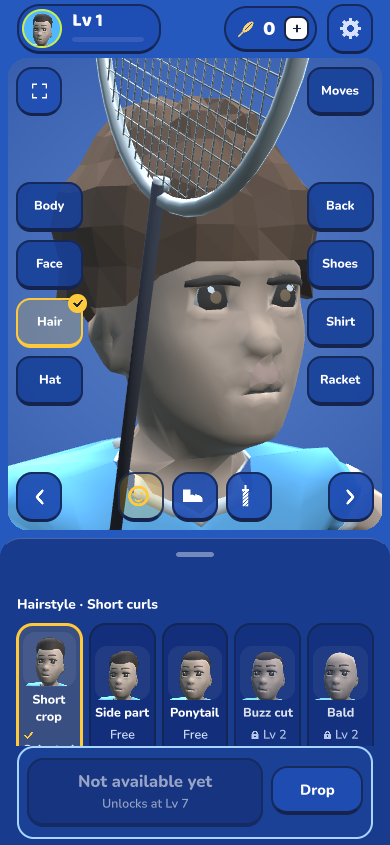 Lv 1
0
+
Moves
Body
Back
Face
Shoes
Hair
Shirt
Hat
Racket
Hairstyle · Short curls
Short crop
Side part
Ponytail
Buzz cut
Bald
Free
Free
Lv 2
Lv 2
Not available yet
Unlocks at Lv 7
Drop